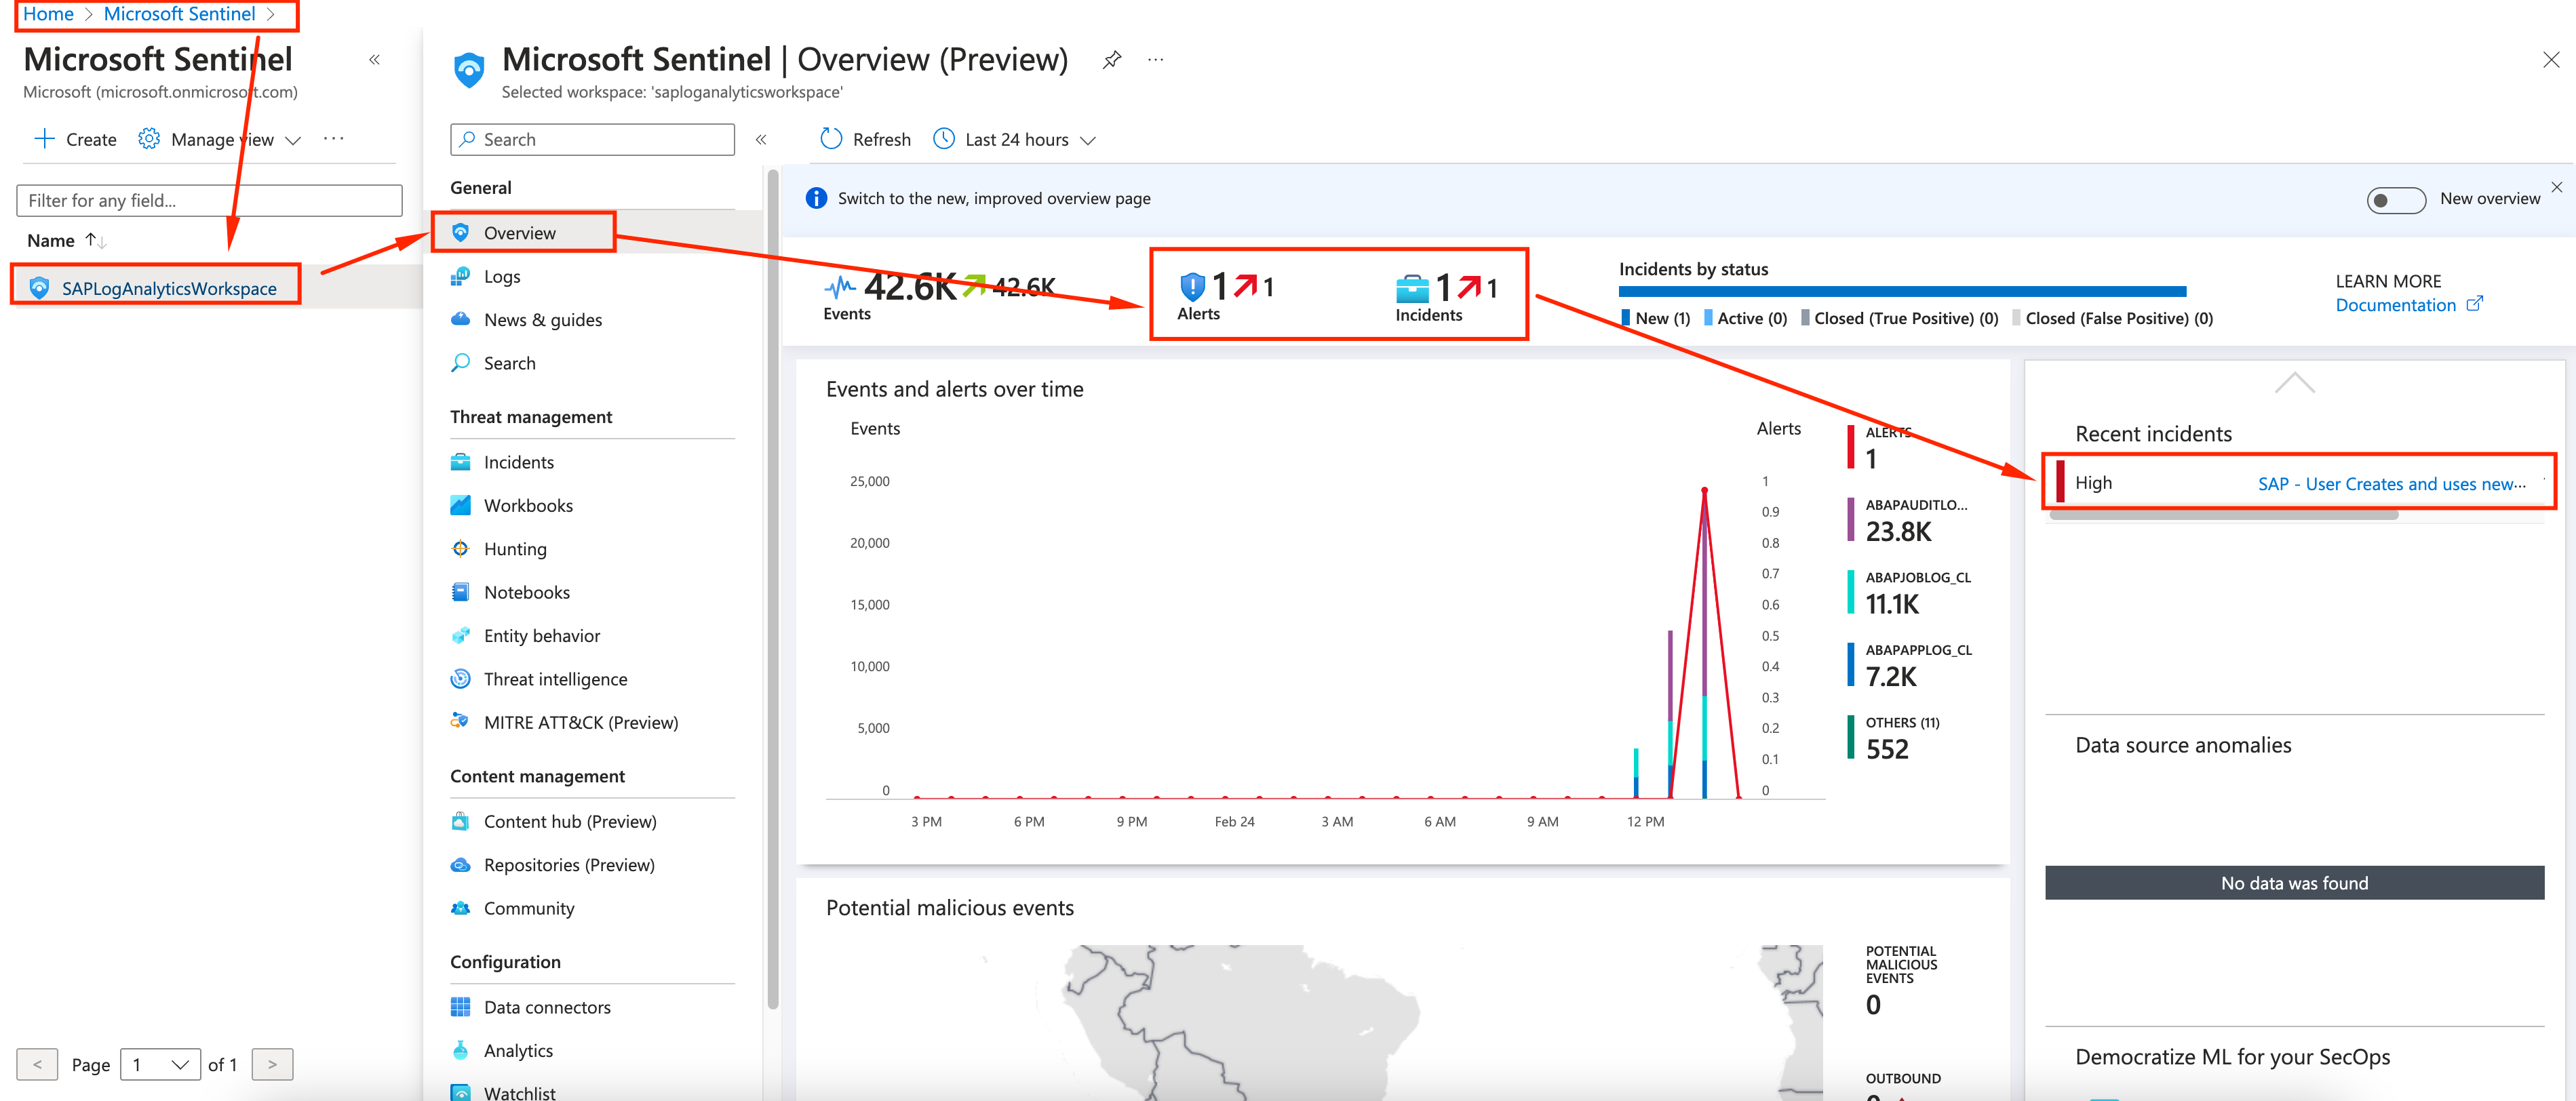 Home > Microsoft Sentinel >
Microsoft Sentinel «
Microsoft (microsoft.onmicrosoft.com)
+ Create Manage view ···
Filter for any field...
Name ↑↓
SAPLogAnalyticsWorkspace
< Page 1 of 1 >
Microsoft Sentinel | Overview (Preview) ···
Selected workspace: 'saploganalyticsworkspace'
Search «
General
Overview
Logs
News & guides
Search
Threat management
Incidents
Workbooks
Hunting
Notebooks
Entity behavior
Threat intelligence
MITRE ATT&CK (Preview)
Content management
Content hub (Preview)
Repositories (Preview)
Community
Configuration
Data connectors
Analytics
Watchlist
Refresh Last 24 hours
Switch to the new, improved overview page
New overview
42.6K 42.6K
Events
1 1
Alerts
1 1
Incidents
Incidents by status
New (1) Active (0) Closed (True Positive) (0) Closed (False Positive) (0)
LEARN MORE
Documentation
Events and alerts over time
Events
Alerts
25,000
20,000
15,000
10,000
5,000
0
1
0.9
0.8
0.7
0.6
0.5
0.4
0.3
0.2
0.1
0
3 PM 6 PM 9 PM Feb 24 3 AM 6 AM 9 AM 12 PM
ALERTS
1
ABAPAUDITLO...
23.8K
ABAPJOBLOG_CL
11.1K
ABAPAPPLOG_CL
7.2K
OTHERS (11)
552
Potential malicious events
POTENTIAL
MALICIOUS
EVENTS
0
OUTBOUND
Recent incidents
High SAP - User Creates and uses new...
Data source anomalies
No data was found
Democratize ML for your SecOps